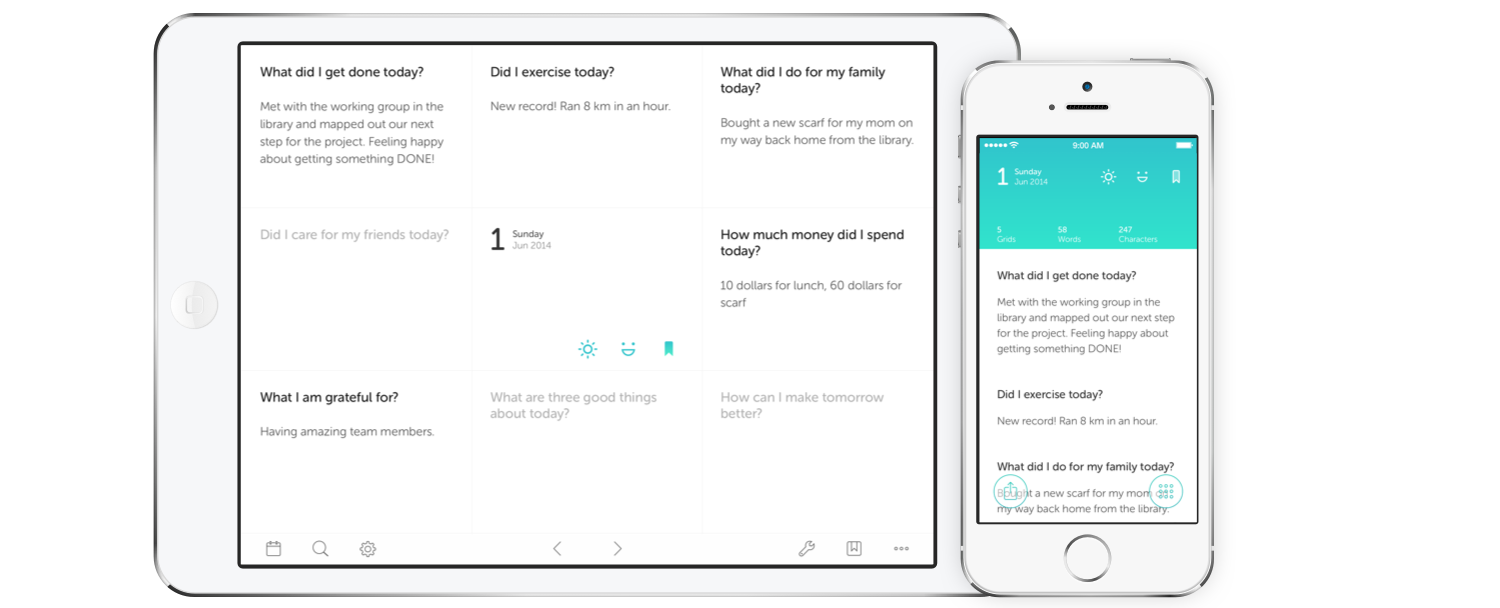 What did I get done today?
Met with the working group in the
library and mapped out our next
step for the project. Feeling happy
about getting something DONE!
Did I exercise today?
New record! Ran 8 km in an hour.
What did I do for my family
today?
Bought a new scarf for my mom on
my way back home from the library.
Did I care for my friends today?
1
Sunday
Jun 2014
How much money did I spend
today?
10 dollars for lunch, 60 dollars for
scarf
What I am grateful for?
Having amazing team members.
What are three good things
about today?
How can I make tomorrow
better?
9:00 AM
1
Sunday
Jun 2014
5
Grids
58
Words
247
Characters
What did I get done today?
Met with the working group in the
library and mapped out our next step
for the project. Feeling happy about
getting something DONE!
Did I exercise today?
New record! Ran 8 km in an hour.
What did I do for my family today?
Bought a new scarf for my mom on
my way back home from the library.